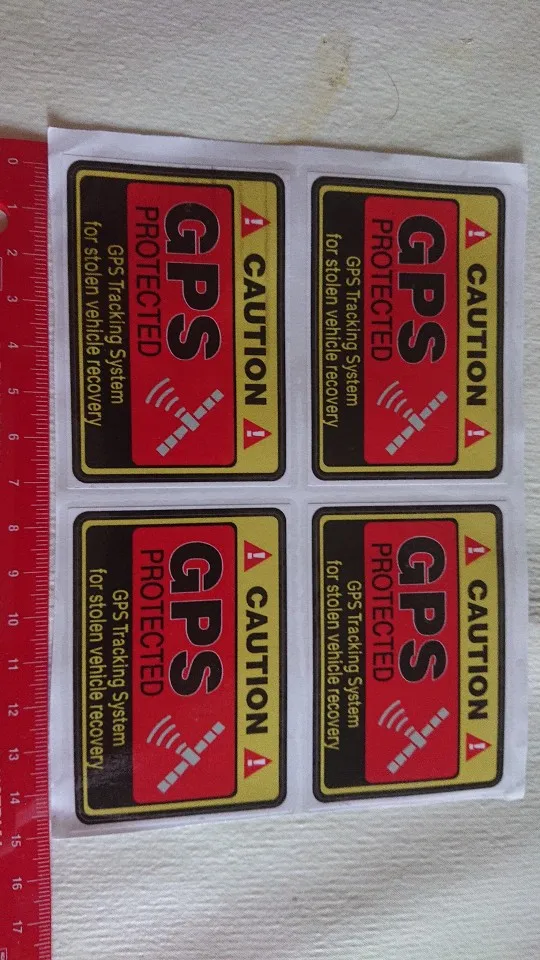 CAUTION
GPS
PROTECTED
GPS Tracking System
for stolen vehicle recovery
CAUTION
GPS
PROTECTED
GPS Tracking System
for stolen vehicle recovery
CAUTION
GPS
PROTECTED
GPS Tracking System
for stolen vehicle recovery
CAUTION
GPS
PROTECTED
GPS Tracking System
for stolen vehicle recovery
0 1 2 3 4 5 6 7 8 9 10 11 12 13 14 15 16 17